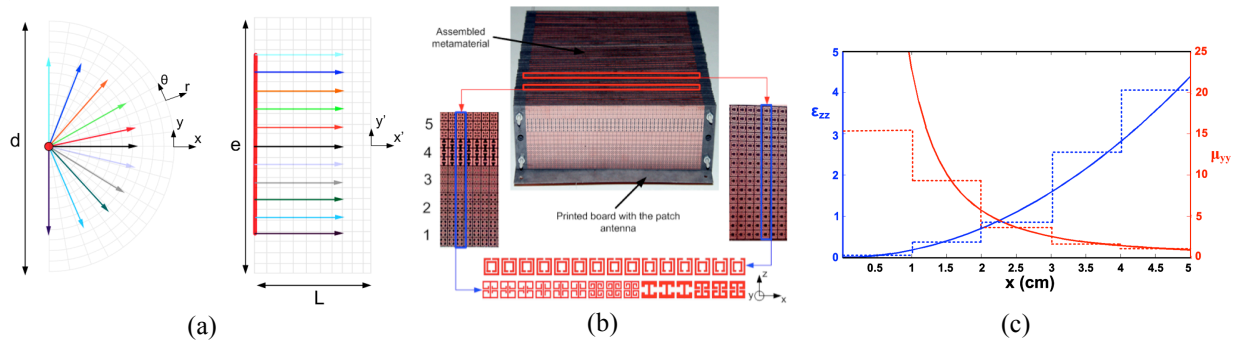 d
θ
r
y
x
e
y'
x'
L
(a)
Assembled
metamaterial
5
4
3
2
1
Printed board with the patch
antenna
z
y
x
(b)
5
4
3
2
1
0
εzz
25
20
15
10
5
0
μyy
0.5 1 1.5 2 2.5 3 3.5 4 4.5 5
x (cm)
(c)